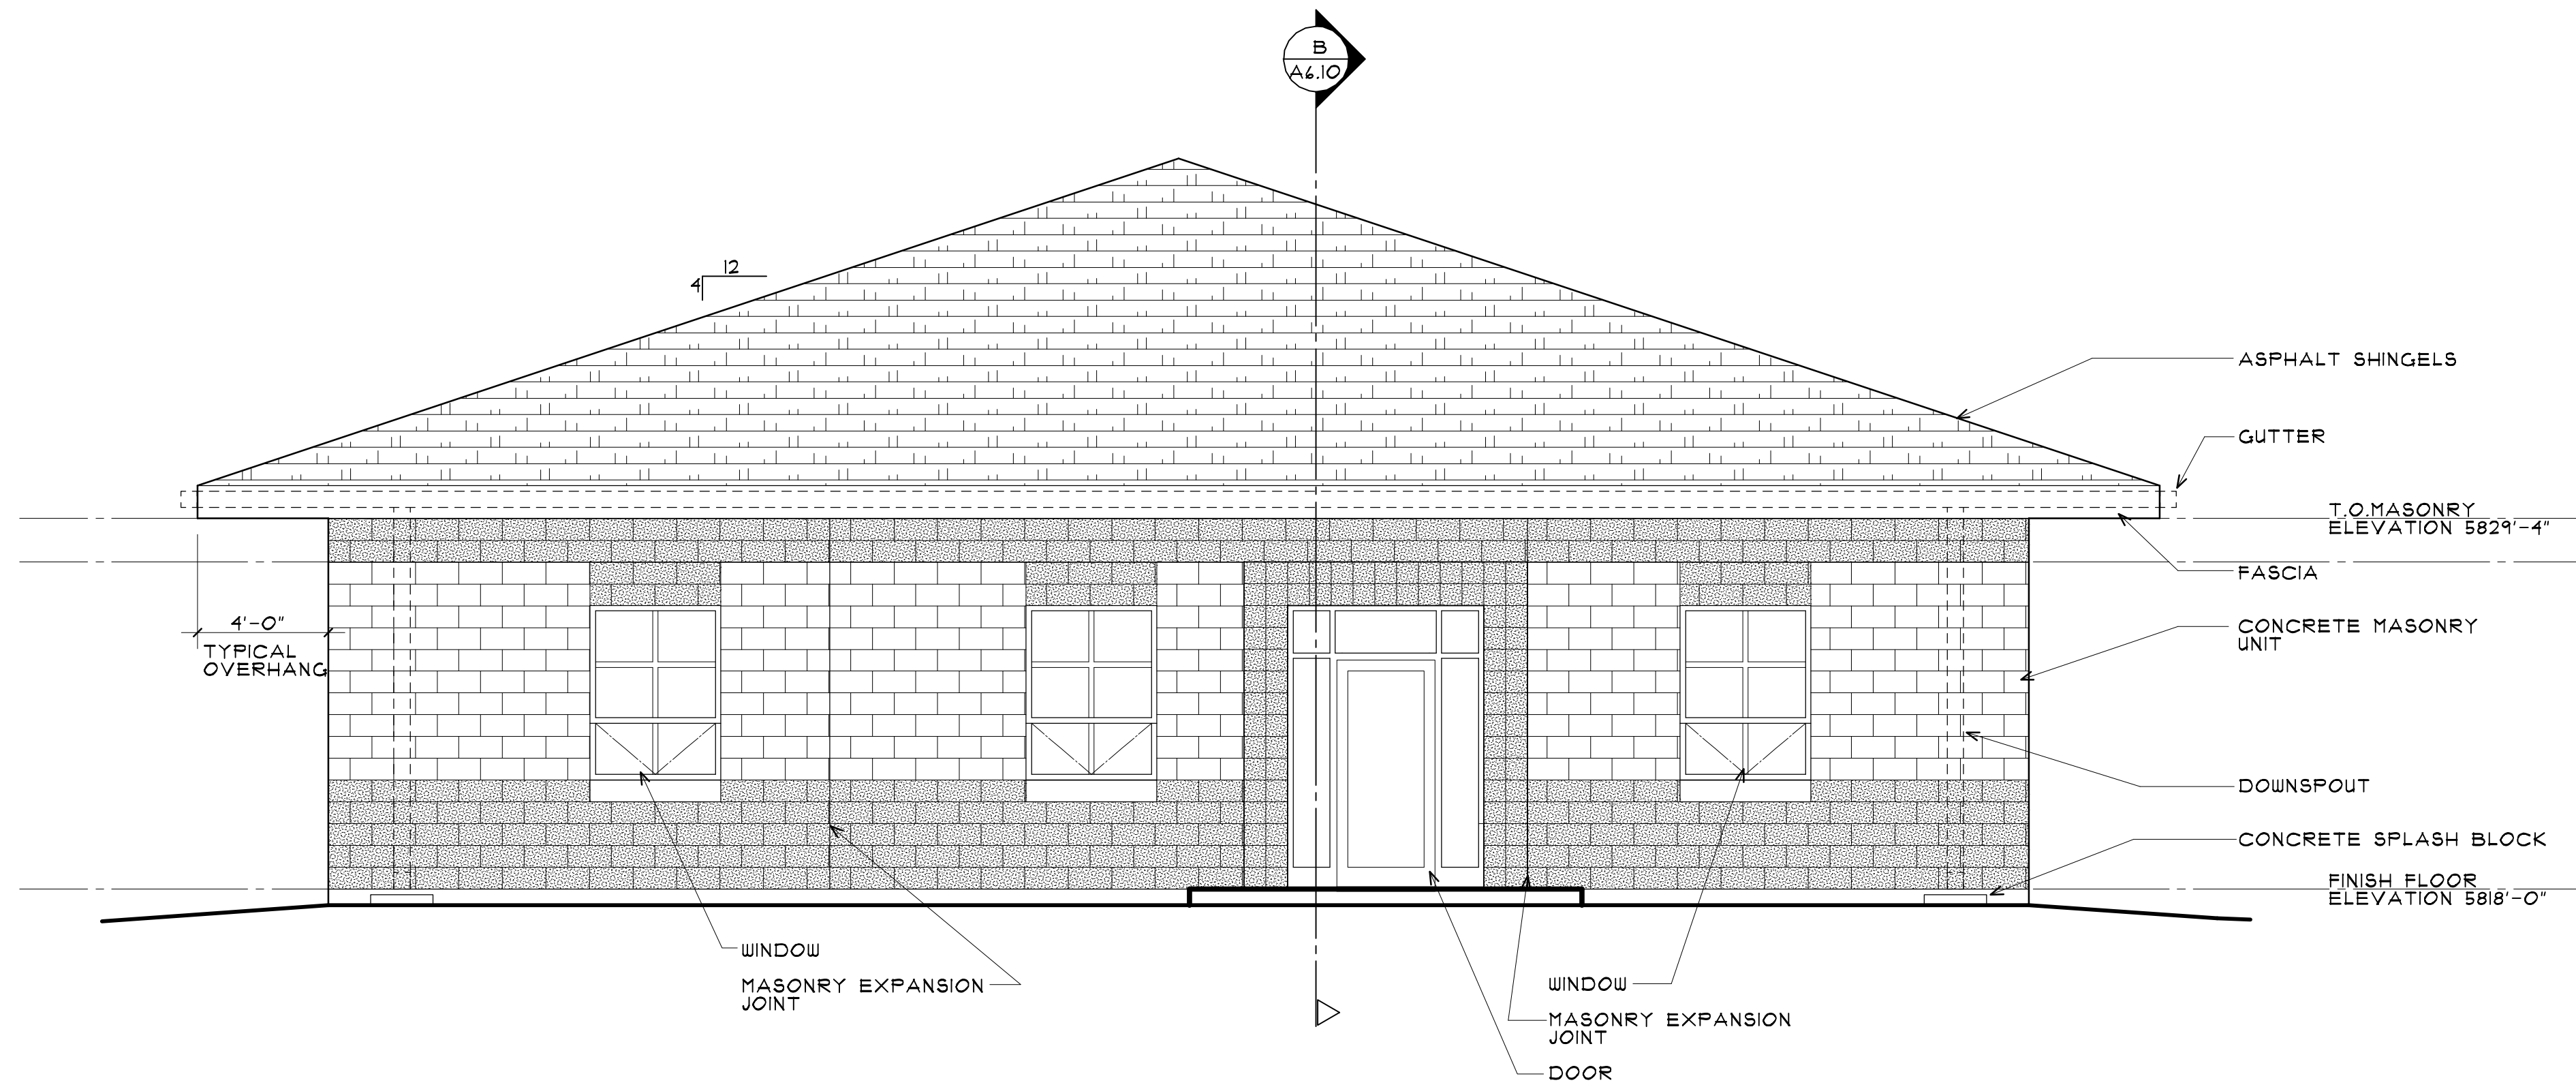 B
A6.10
12
4
ASPHALT SHINGELS
GUTTER
T.O.MASONRY
ELEVATION 5829'-4"
FASCIA
4'-0"
TYPICAL
OVERHANG
CONCRETE MASONRY
UNIT
DOWNSPOUT
CONCRETE SPLASH BLOCK
FINISH FLOOR
ELEVATION 5818'-0"
WINDOW
MASONRY EXPANSION
JOINT
WINDOW
MASONRY EXPANSION
JOINT
DOOR